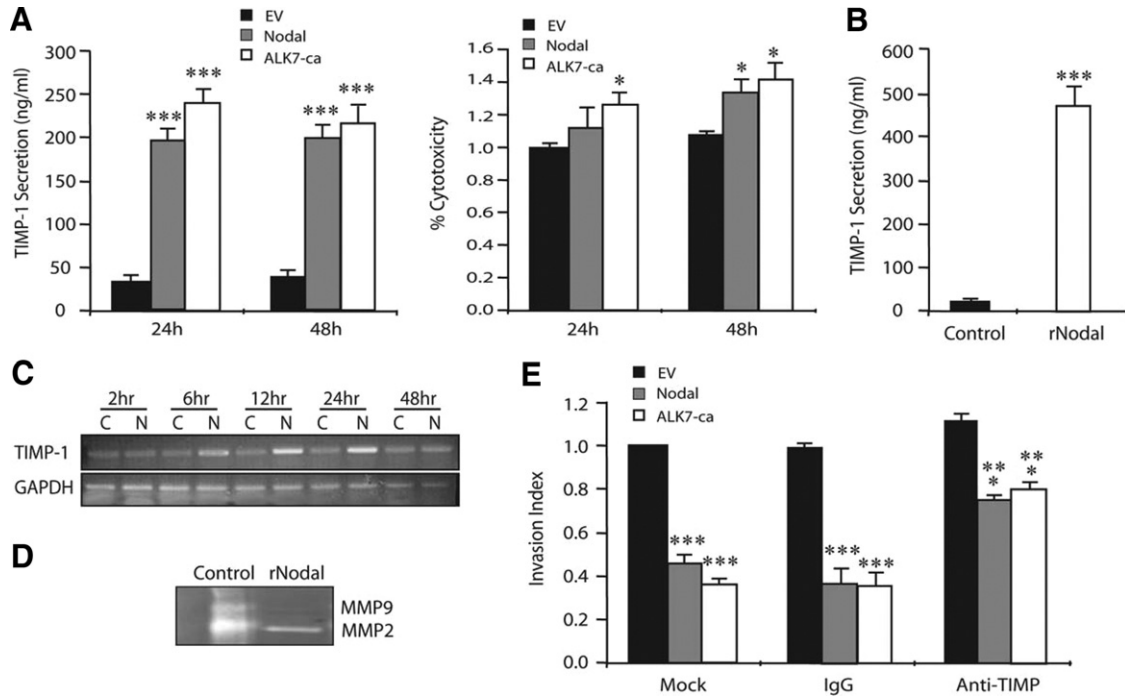 A
EV
Nodal
ALK7-ca
TIMP-1 Secretion (ng/ml)
300
250
200
150
100
50
0
***
***
***
***
24h
48h
EV
Nodal
ALK7-ca
% Cytotoxicity
1.6
1.4
1.2
1.0
0.8
0.6
0.4
0.2
0.0
*
*
*
24h
48h
B
TIMP-1 Secretion (ng/ml)
600
500
400
300
200
100
0
***
Control rNodal
C
2hr 6hr 12hr 24hr 48hr
C N C N C N C N C N
TIMP-1
GAPDH
D
Control rNodal
MMP9
MMP2
E
EV
Nodal
ALK7-ca
Invasion Index
1.2
1.0
0.8
0.6
0.4
0.2
0.0
***
***
***
***
**
*
**
*
Mock IgG Anti-TIMP